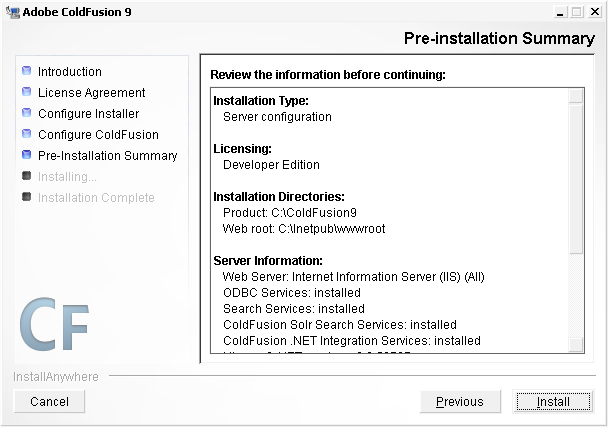 Adobe ColdFusion 9
Pre-installation Summary
Introduction
License Agreement
Configure Installer
Configure ColdFusion
Pre-Installation Summary
Installing...
Installation Complete
CF
Review the information before continuing:
Installation Type:
Server configuration
Licensing:
Developer Edition
Installation Directories:
Product: C:\ColdFusion9
Web root: C:\Inetpub\wwwroot
Server Information:
Web Server: Internet Information Server (IIS) (All)
ODBC Services: installed
Search Services: installed
ColdFusion Solr Search Services: installed
ColdFusion .NET Integration Services: installed
InstallAnywhere
Cancel
Previous
Install